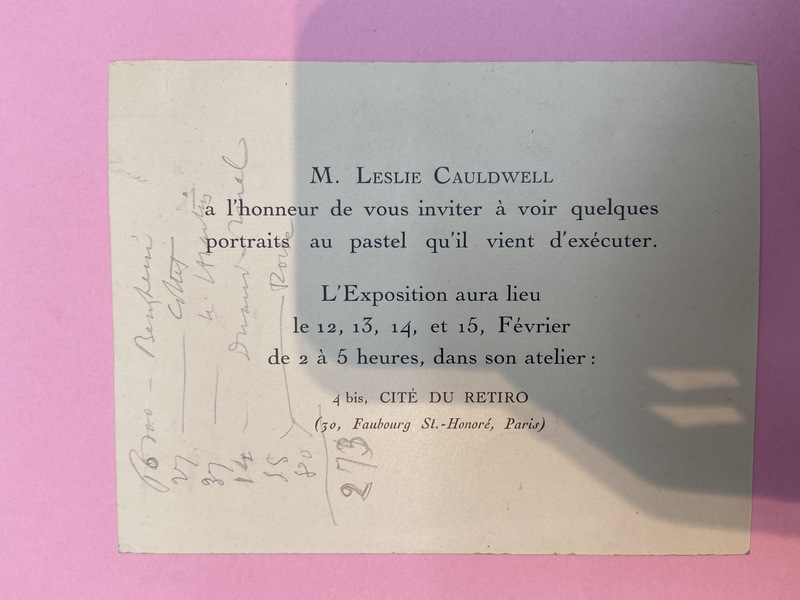 M. Leslie Cauldwell
a l'honneur de vous inviter à voir quelques
portraits au pastel qu'il vient d'exécuter.
L'Exposition aura lieu
le 12, 13, 14, et 15, Février
de 2 à 5 heures, dans son atelier :
4 bis, CITÉ DU RETIRO
(30, Faubourg St.-Honoré, Paris)
27
37
14 — Durand-Ruel
55
80
273